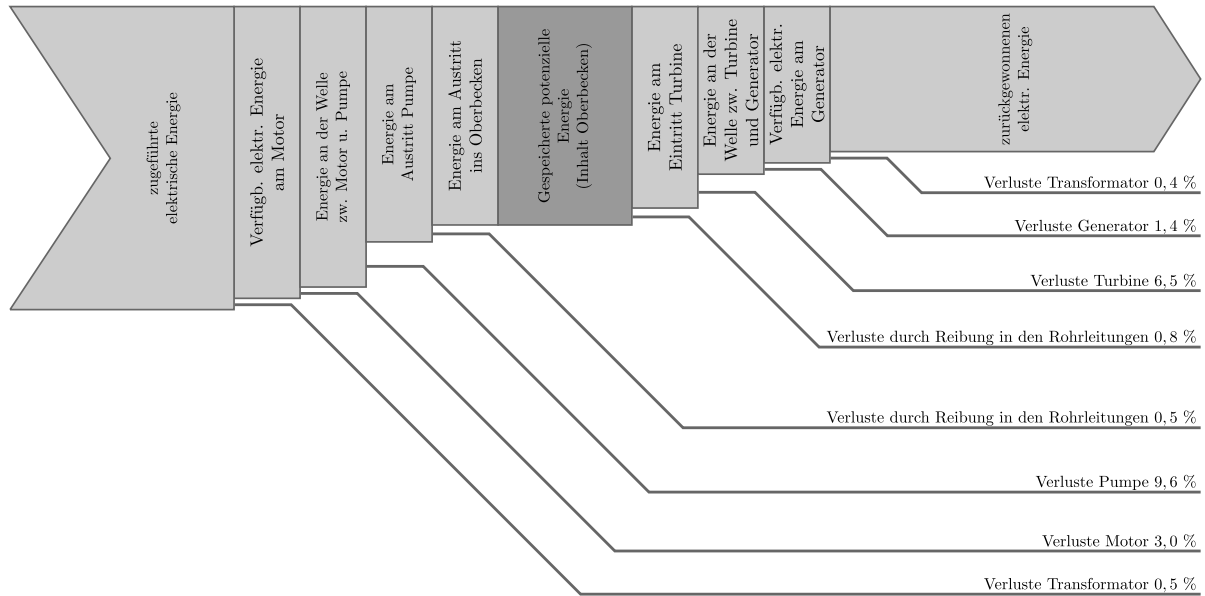 zugeführte
elektrische Energie
Verfügb. elektr. Energie
am Motor
Energie an der Welle
zw. Motor u. Pumpe
Energie am
Austritt Pumpe
Energie am Austritt
ins Oberbecken
Gespeicherte potenzielle
Energie
(Inhalt Oberbecken)
Energie am
Eintritt Turbine
Energie an der
Welle zw. Turbine
und Generator
Verfügb. elektr.
Energie am
Generator
zurückgewonnenen
elektr. Energie
Verluste Transformator 0, 4 %
Verluste Generator 1, 4 %
Verluste Turbine 6, 5 %
Verluste durch Reibung in den Rohrleitungen 0, 8 %
Verluste durch Reibung in den Rohrleitungen 0, 5 %
Verluste Pumpe 9, 6 %
Verluste Motor 3, 0 %
Verluste Transformator 0, 5 %